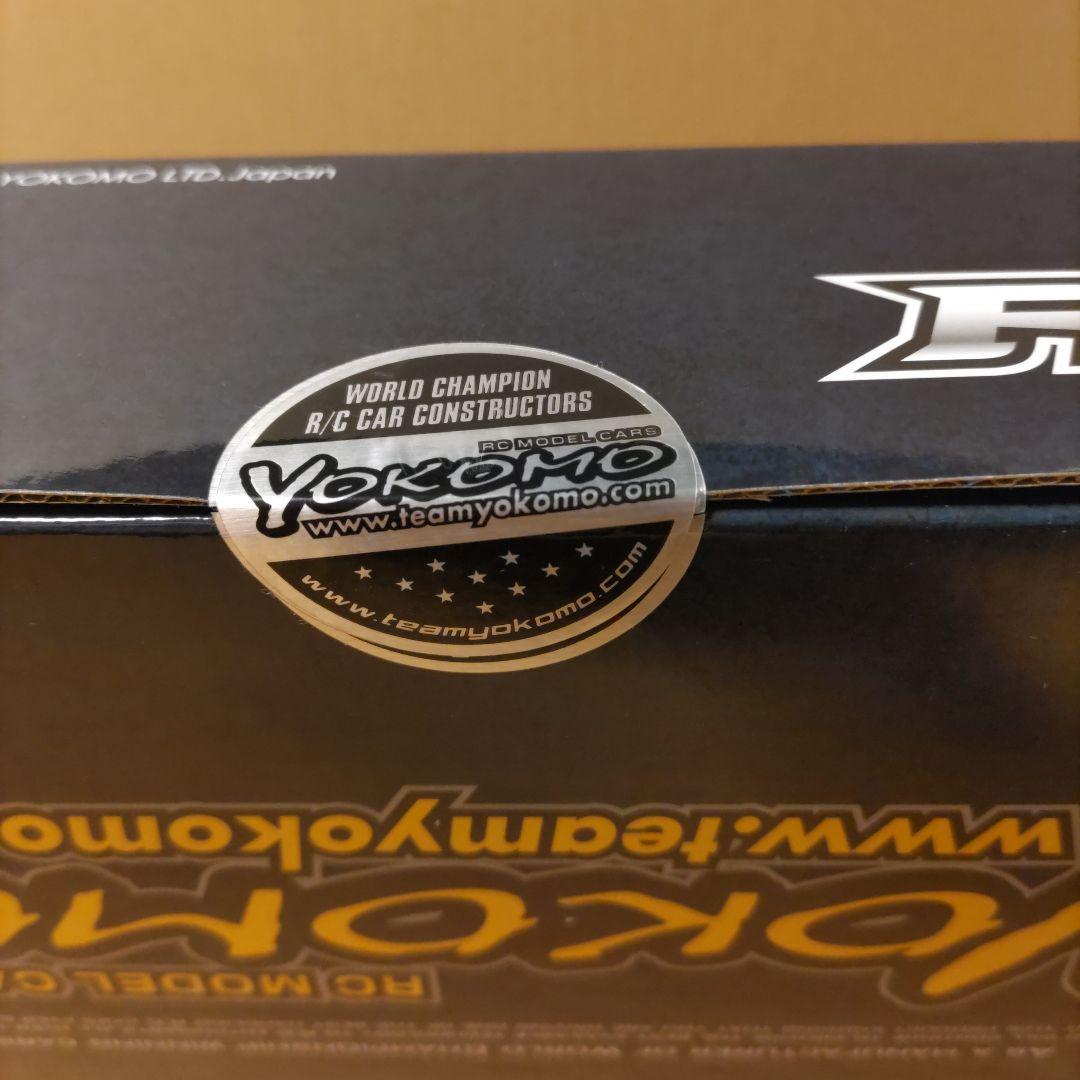 YOKOMO LTD. Japan
WORLD CHAMPION
R/C CAR CONSTRUCTORS
RC MODEL CARS
YOKOMO
www.teamyokomo.com
www.teamyokomo.com
www.teamyokomo
YOKOMO
RC MODEL